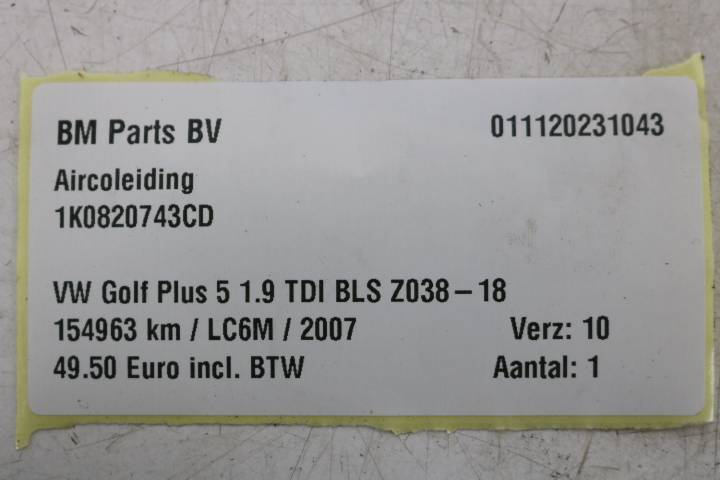 BM Parts BV 011120231043
Aircoleiding
1K0820743CD
VW Golf Plus 5 1.9 TDI BLS Z038-18
154963 km / LC6M / 2007 Verz: 10
49.50 Euro incl. BTW Aantal: 1